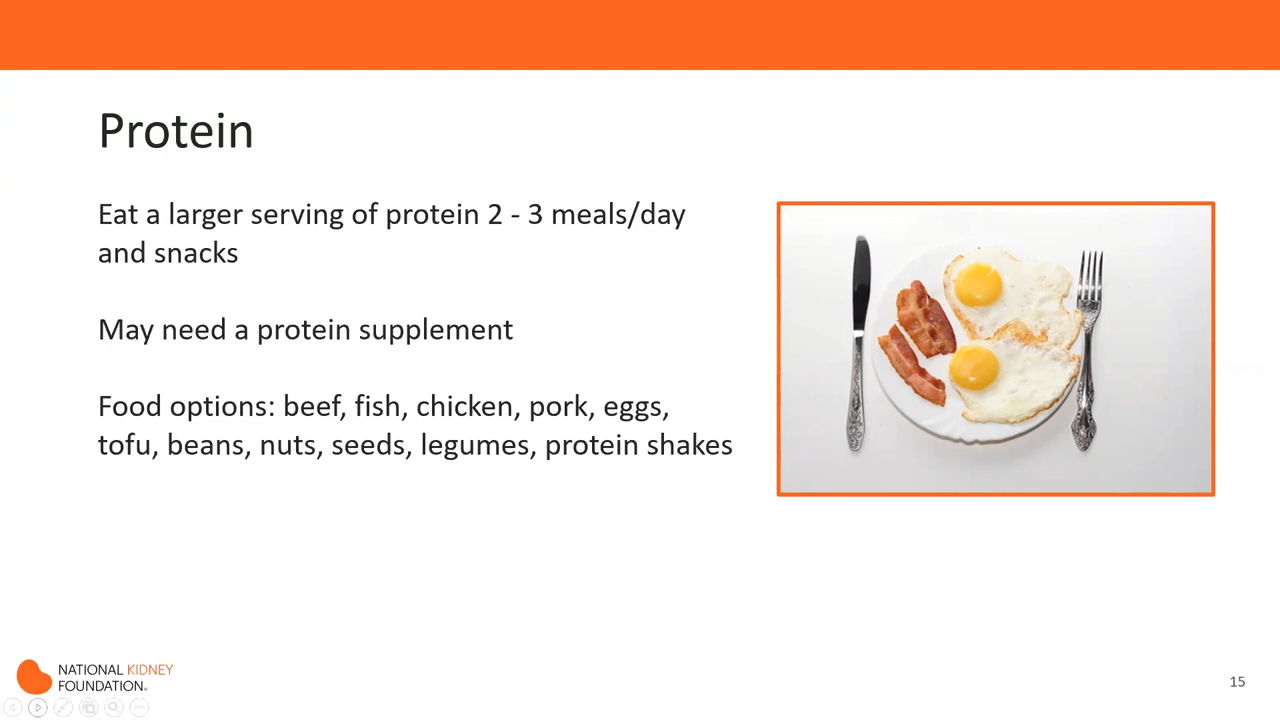 Protein
Eat a larger serving of protein 2 - 3 meals/day
and snacks
May need a protein supplement
Food options: beef, fish, chicken, pork, eggs,
tofu, beans, nuts, seeds, legumes, protein shakes
NATIONAL KIDNEY
FOUNDATION®
15